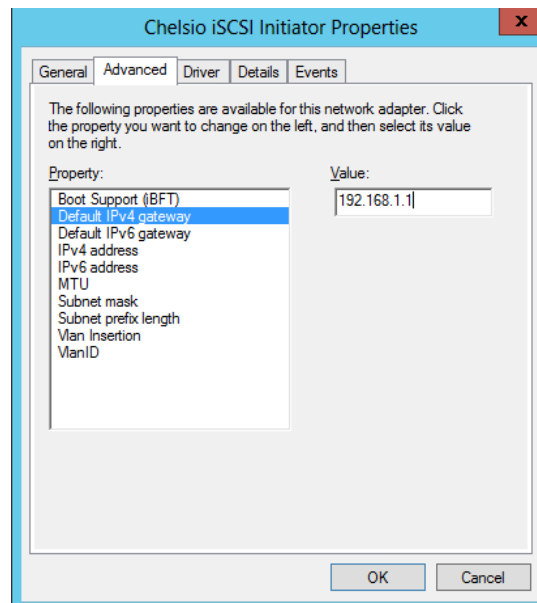 Chelsio iSCSI Initiator Properties
x
General Advanced Driver Details Events
The following properties are available for this network adapter. Click
the property you want to change on the left, and then select its value
on the right.
Property: Value:
Boot Support (iBFT) 192.168.1.1
Default IPv4 gateway
Default IPv6 gateway
IPv4 address
IPv6 address
MTU
Subnet mask
Subnet prefix length
Vlan Insertion
VlanID
OK Cancel